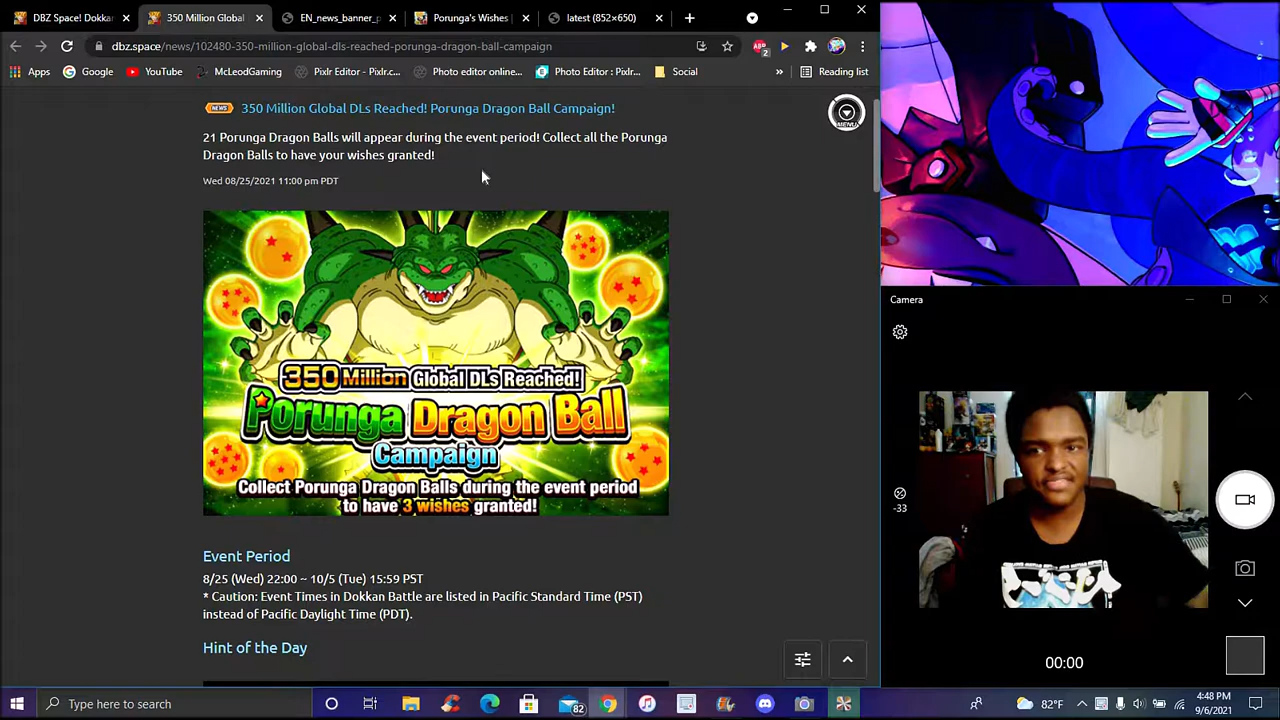 DBZ Space! Dokkar
350 Million Global
EN_news_banner_p
Porunga's Wishes
latest (852×650)
dbz.space/news/102480-350-million-global-dls-reached-porunga-dragon-ball-campaign
ABP
2
Apps
Google
YouTube
McLeodGaming
Pixlr Editor - Pixlr.c...
Photo editor online...
Photo Editor : Pixlr...
Social
»
Reading list
NEWS
350 Million Global DLs Reached! Porunga Dragon Ball Campaign!
MENU
21 Porunga Dragon Balls will appear during the event period! Collect all the Porunga
Dragon Balls to have your wishes granted!
Wed 08/25/2021 11:00 pm PDT
350 Million Global DLs Reached!
Porunga Dragon Ball
Campaign
Collect Porunga Dragon Balls during the event period
to have 3 wishes granted!
Event Period
8/25 (Wed) 22:00 ~ 10/5 (Tue) 15:59 PST
* Caution: Event Times in Dokkan Battle are listed in Pacific Standard Time (PST)
instead of Pacific Daylight Time (PDT).
Hint of the Day
Camera
-33
00:00
Type here to search
82
82°F
4:48 PM
9/6/2021